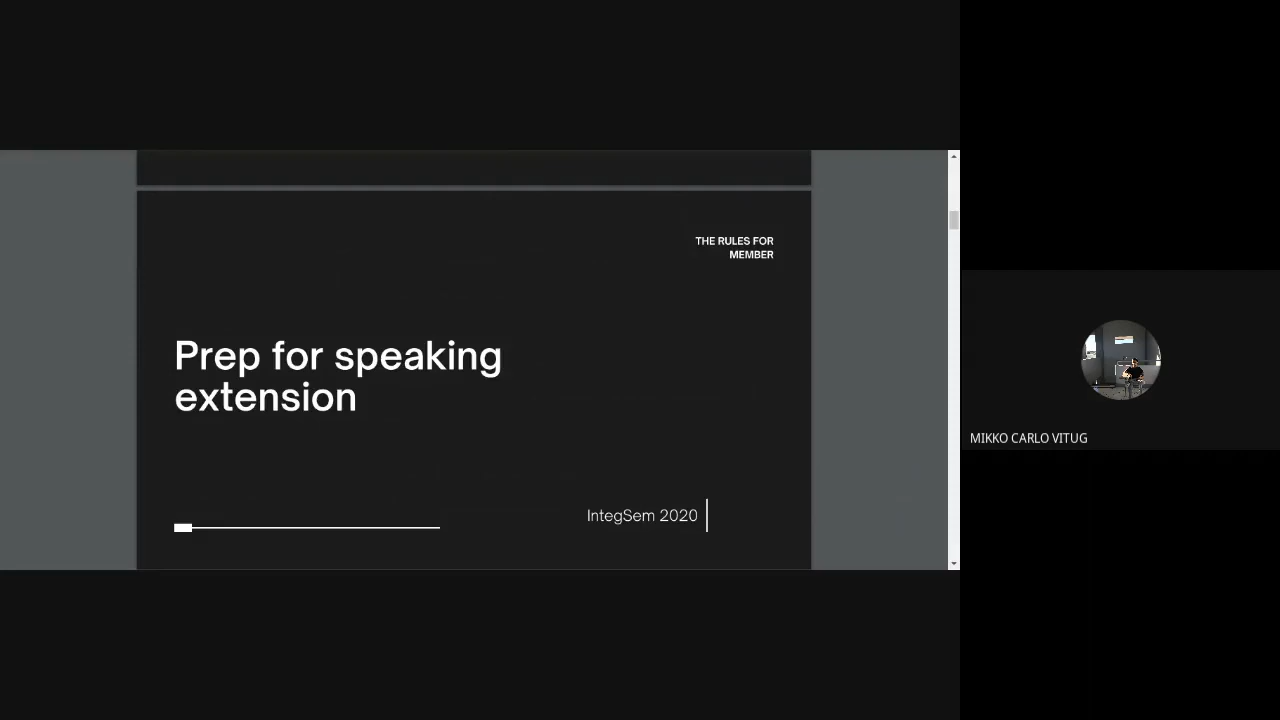 THE RULES FOR
MEMBER
Prep for speaking
extension
IntegSem 2020
MIKKO CARLO VITUG